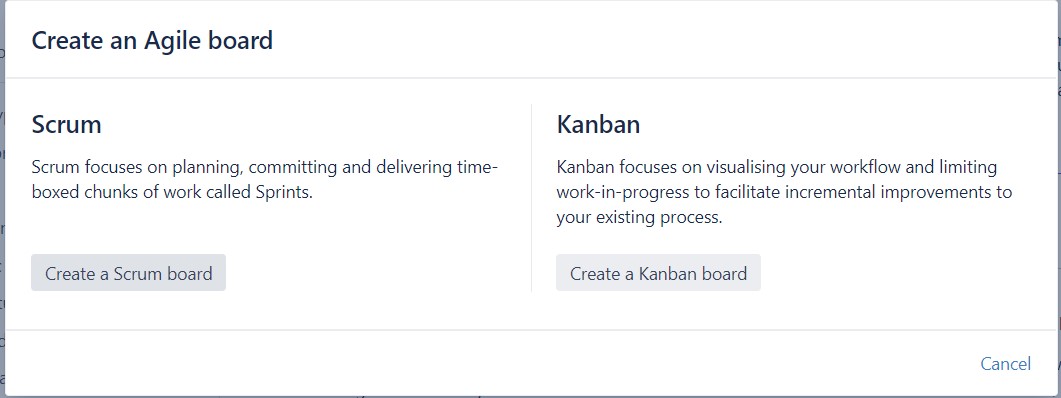 Create an Agile board
Scrum
Scrum focuses on planning, committing and delivering time-
boxed chunks of work called Sprints.
Create a Scrum board
Kanban
Kanban focuses on visualising your workflow and limiting
work-in-progress to facilitate incremental improvements to
your existing process.
Create a Kanban board
Cancel